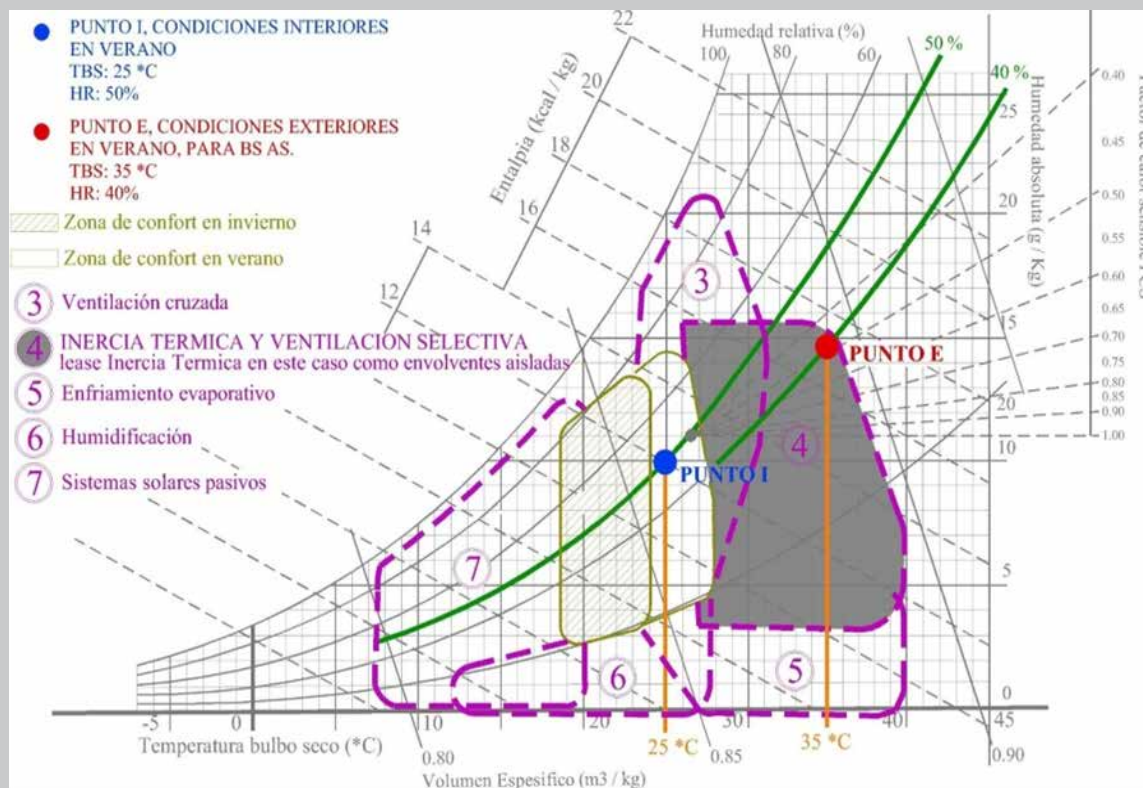 PUNTO I, CONDICIONES INTERIORES
EN VERANO
TBS: 25 *C
HR: 50%
PUNTO E, CONDICIONES EXTERIORES
EN VERANO, PARA BS AS.
TBS: 35 *C
HR: 40%
Zona de confort en invierno
Zona de confort en verano
3 Ventilación cruzada
4 INERCIA TERMICA Y VENTILACIÓN SELECTIVA
lease Inercia Termica en este caso como envolventes aisladas
5 Enfriamiento evaporativo
6 Humidificación
7 Sistemas solares pasivos
Entalpia (kcal / kg)
12
14
16
18
20
22
Humedad relativa (%)
100
80
60
50 %
40 %
Humedad absoluta (g / Kg)
25
20
15
20
10
5
0
0.40
0.45
0.50
0.55
0.60
0.65
0.70
0.75
0.80
0.85
0.90
1.00
3
PUNTO E
4
PUNTO I
7
6
5
-5
0
10
20
30
40
45
Temperatura bulbo seco (*C)
25 *C
35 *C
0.80
0.85
0.90
Volumen Espesifico (m3 / kg)